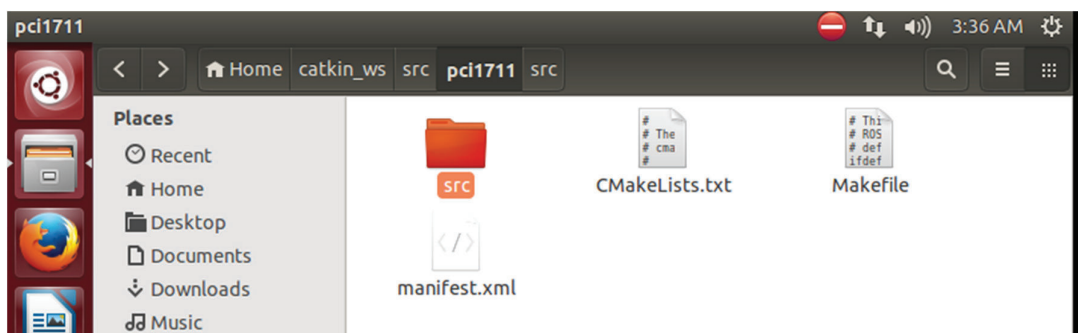 pci1711
3:36 AM
Home catkin_ws src pci1711 src
Places
Recent
Home
Desktop
Documents
Downloads
Music
src
# The
# cma
#
CMakeLists.txt
# Thi
# ROS
# def
ifdef
Makefile
</>
manifest.xml